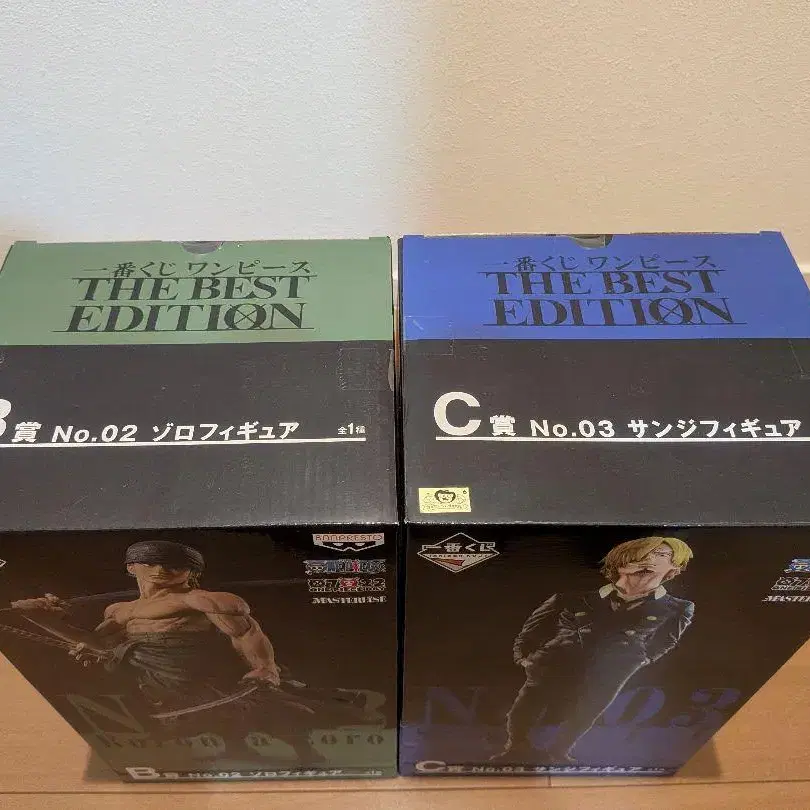 一番くじ ワンピース
THE BEST
EDITION
B賞 No.02 ゾロフィギュア 全1種
BANPRESTO
MASTERLISE
B賞 No.02 ゾロフィギュア
一番くじ ワンピース
THE BEST
EDITION
C賞 No.03 サンジフィギュア
一番くじ
No.03
C賞 No.03 サンジフィギュア